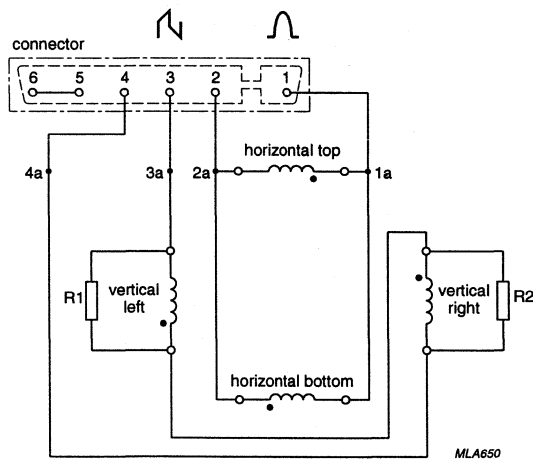 connector
6 5 4 3 2 1
horizontal top
4a 3a 2a 1a
R1 vertical left
vertical right R2
horizontal bottom
MLA650